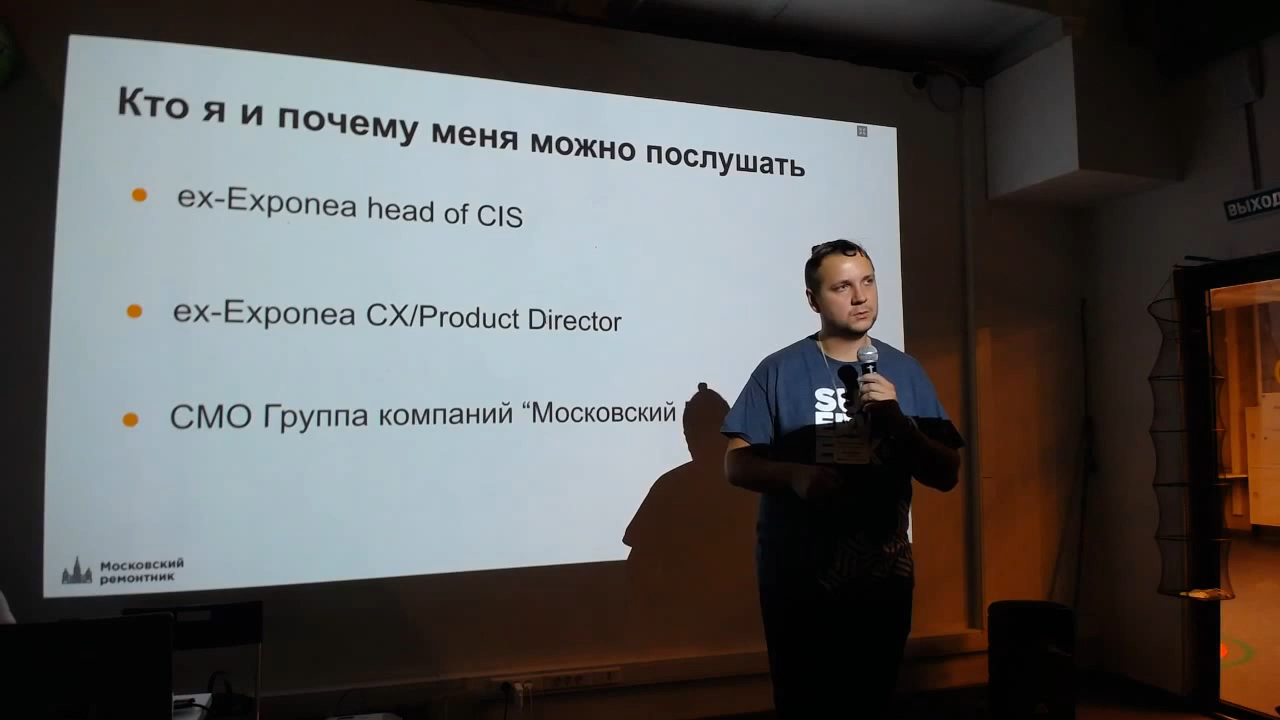 Кто я и почему меня можно послушать
ex-Exponea head of CIS
ex-Exponea CX/Product Director
CMO Группа компаний “Московский
Московский
ремонтник
SE
ВЫХОД